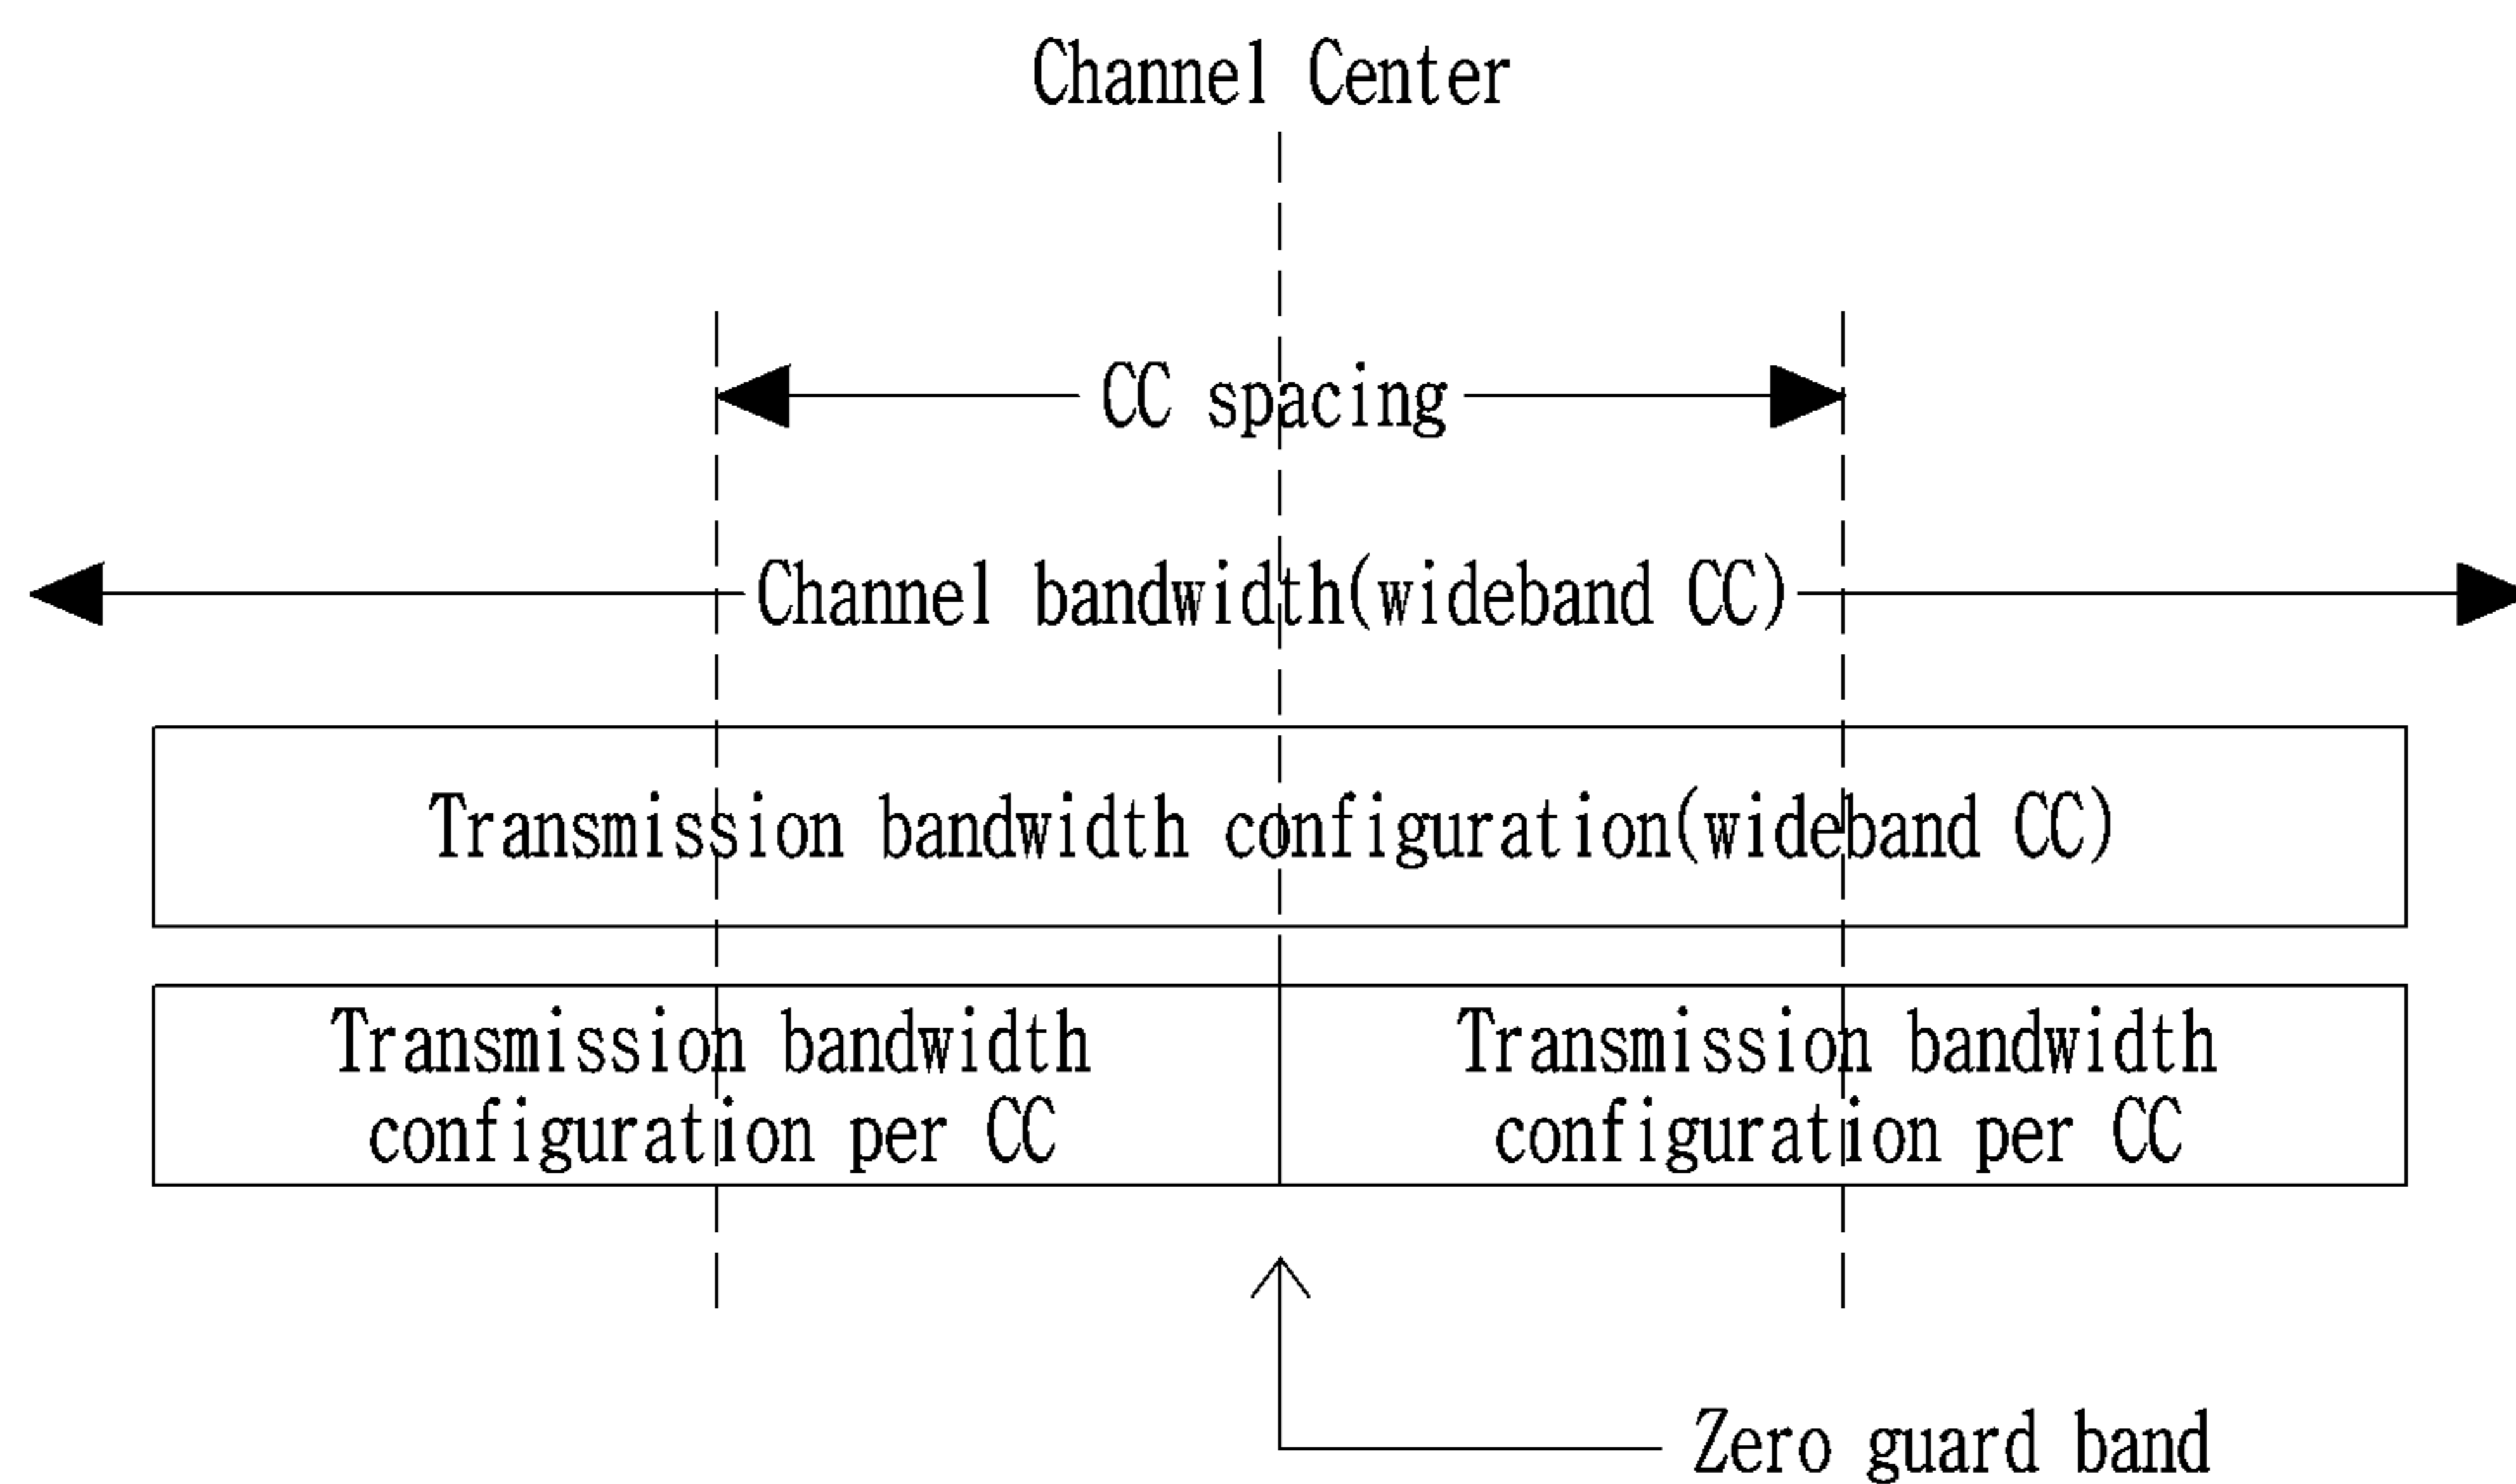 Channel Center
CC spacing
Channel bandwidth(wideband CC)
Transmission bandwidth configuration(wideband CC)
Transmission bandwidth
configuration per CC
Transmission bandwidth
configuration per CC
Zero guard band